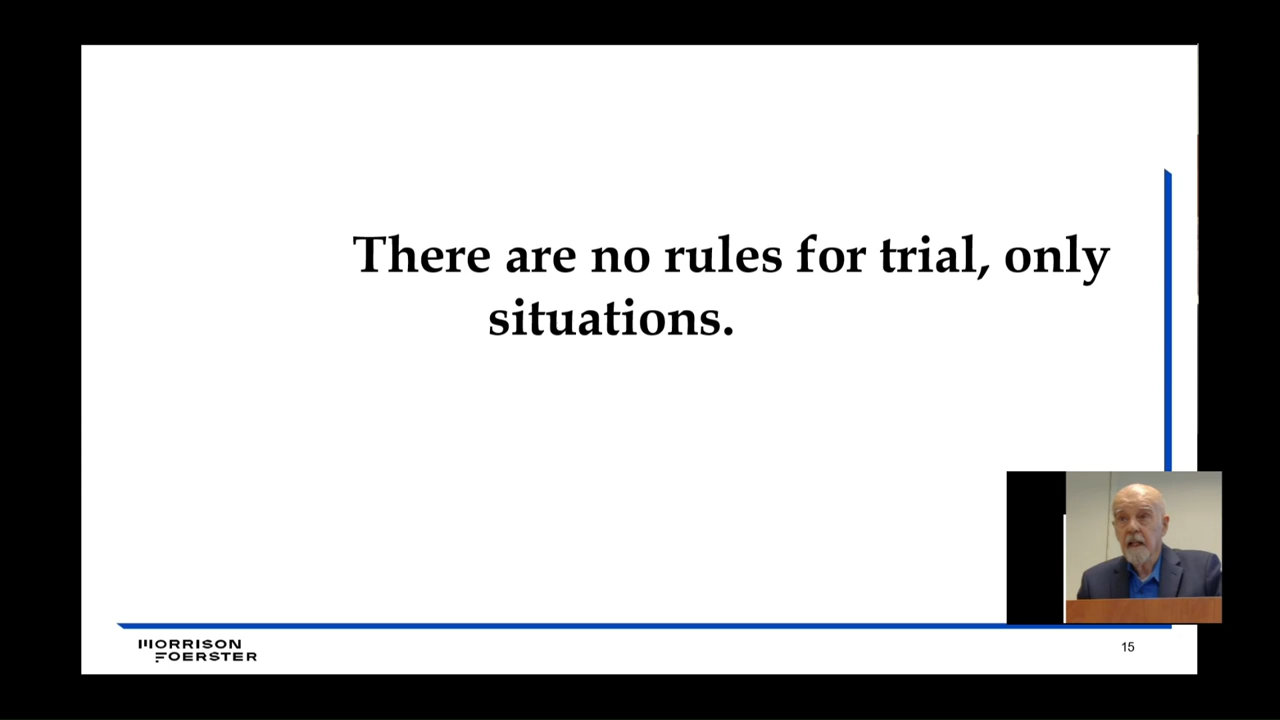 There are no rules for trial, only
situations.
MORRISON
FOERSTER
15